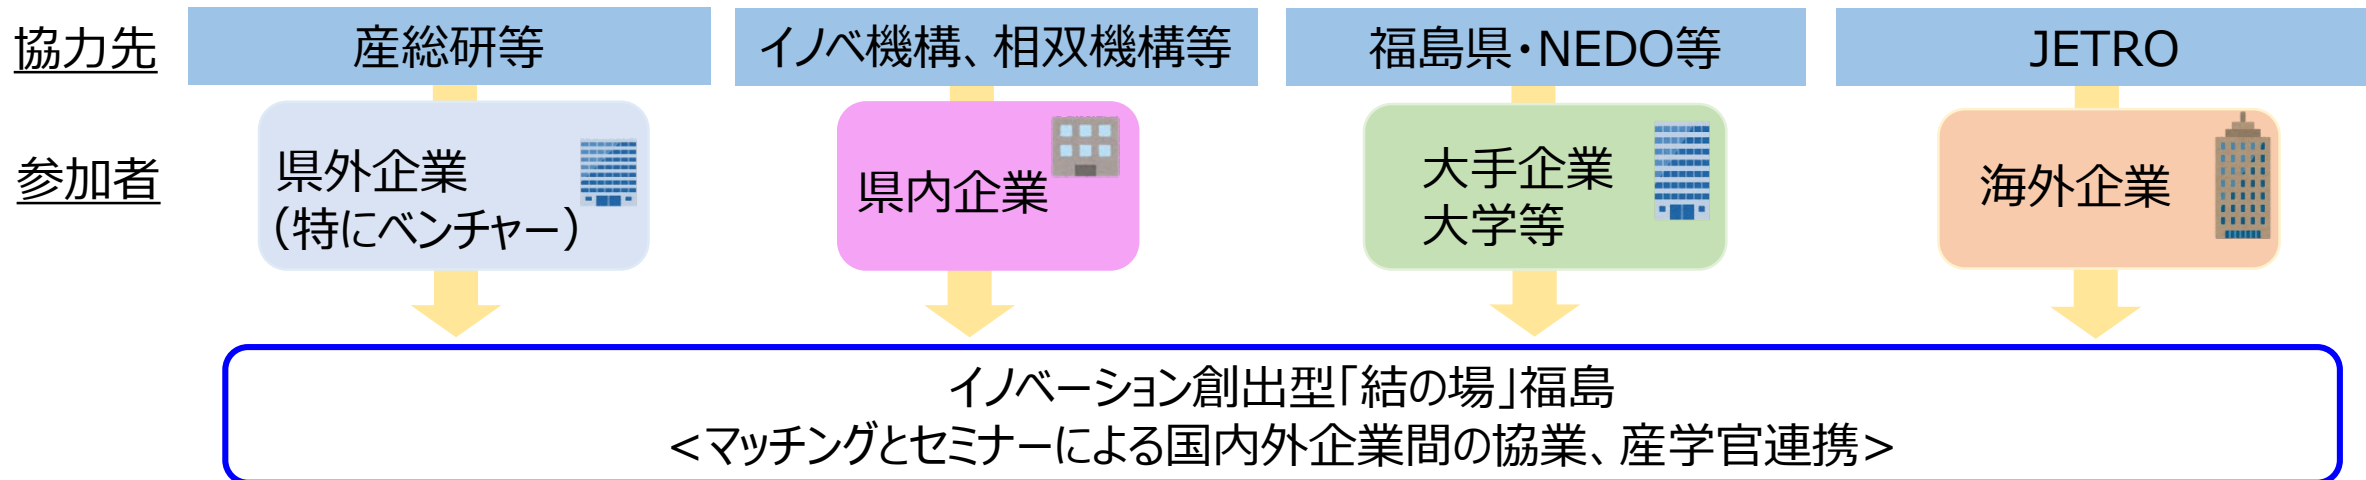 協力先
産総研等
イノベ機構、相双機構等
福島県・NEDO等
JETRO
参加者
県外企業
（特にベンチャー）
県内企業
大手企業
大学等
海外企業
イノベーション創出型「結の場」福島
<マッチングとセミナーによる国内外企業間の協業、産学官連携>